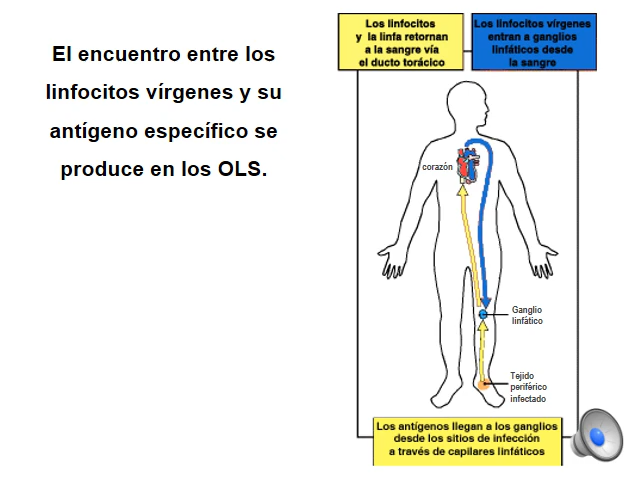 El encuentro entre los
linfocitos vírgenes y su
antígeno específico se
produce en los OLS.
Los linfocitos
y la linfa retornan
a la sangre vía
el ducto torácico
Los linfocitos vírgenes
entran a ganglios
linfáticos desde
la sangre
corazón
Ganglio
linfático
Tejido
periférico
infectado
Los antígenos llegan a los ganglios
desde los sitios de infección
a través de capilares linfáticos